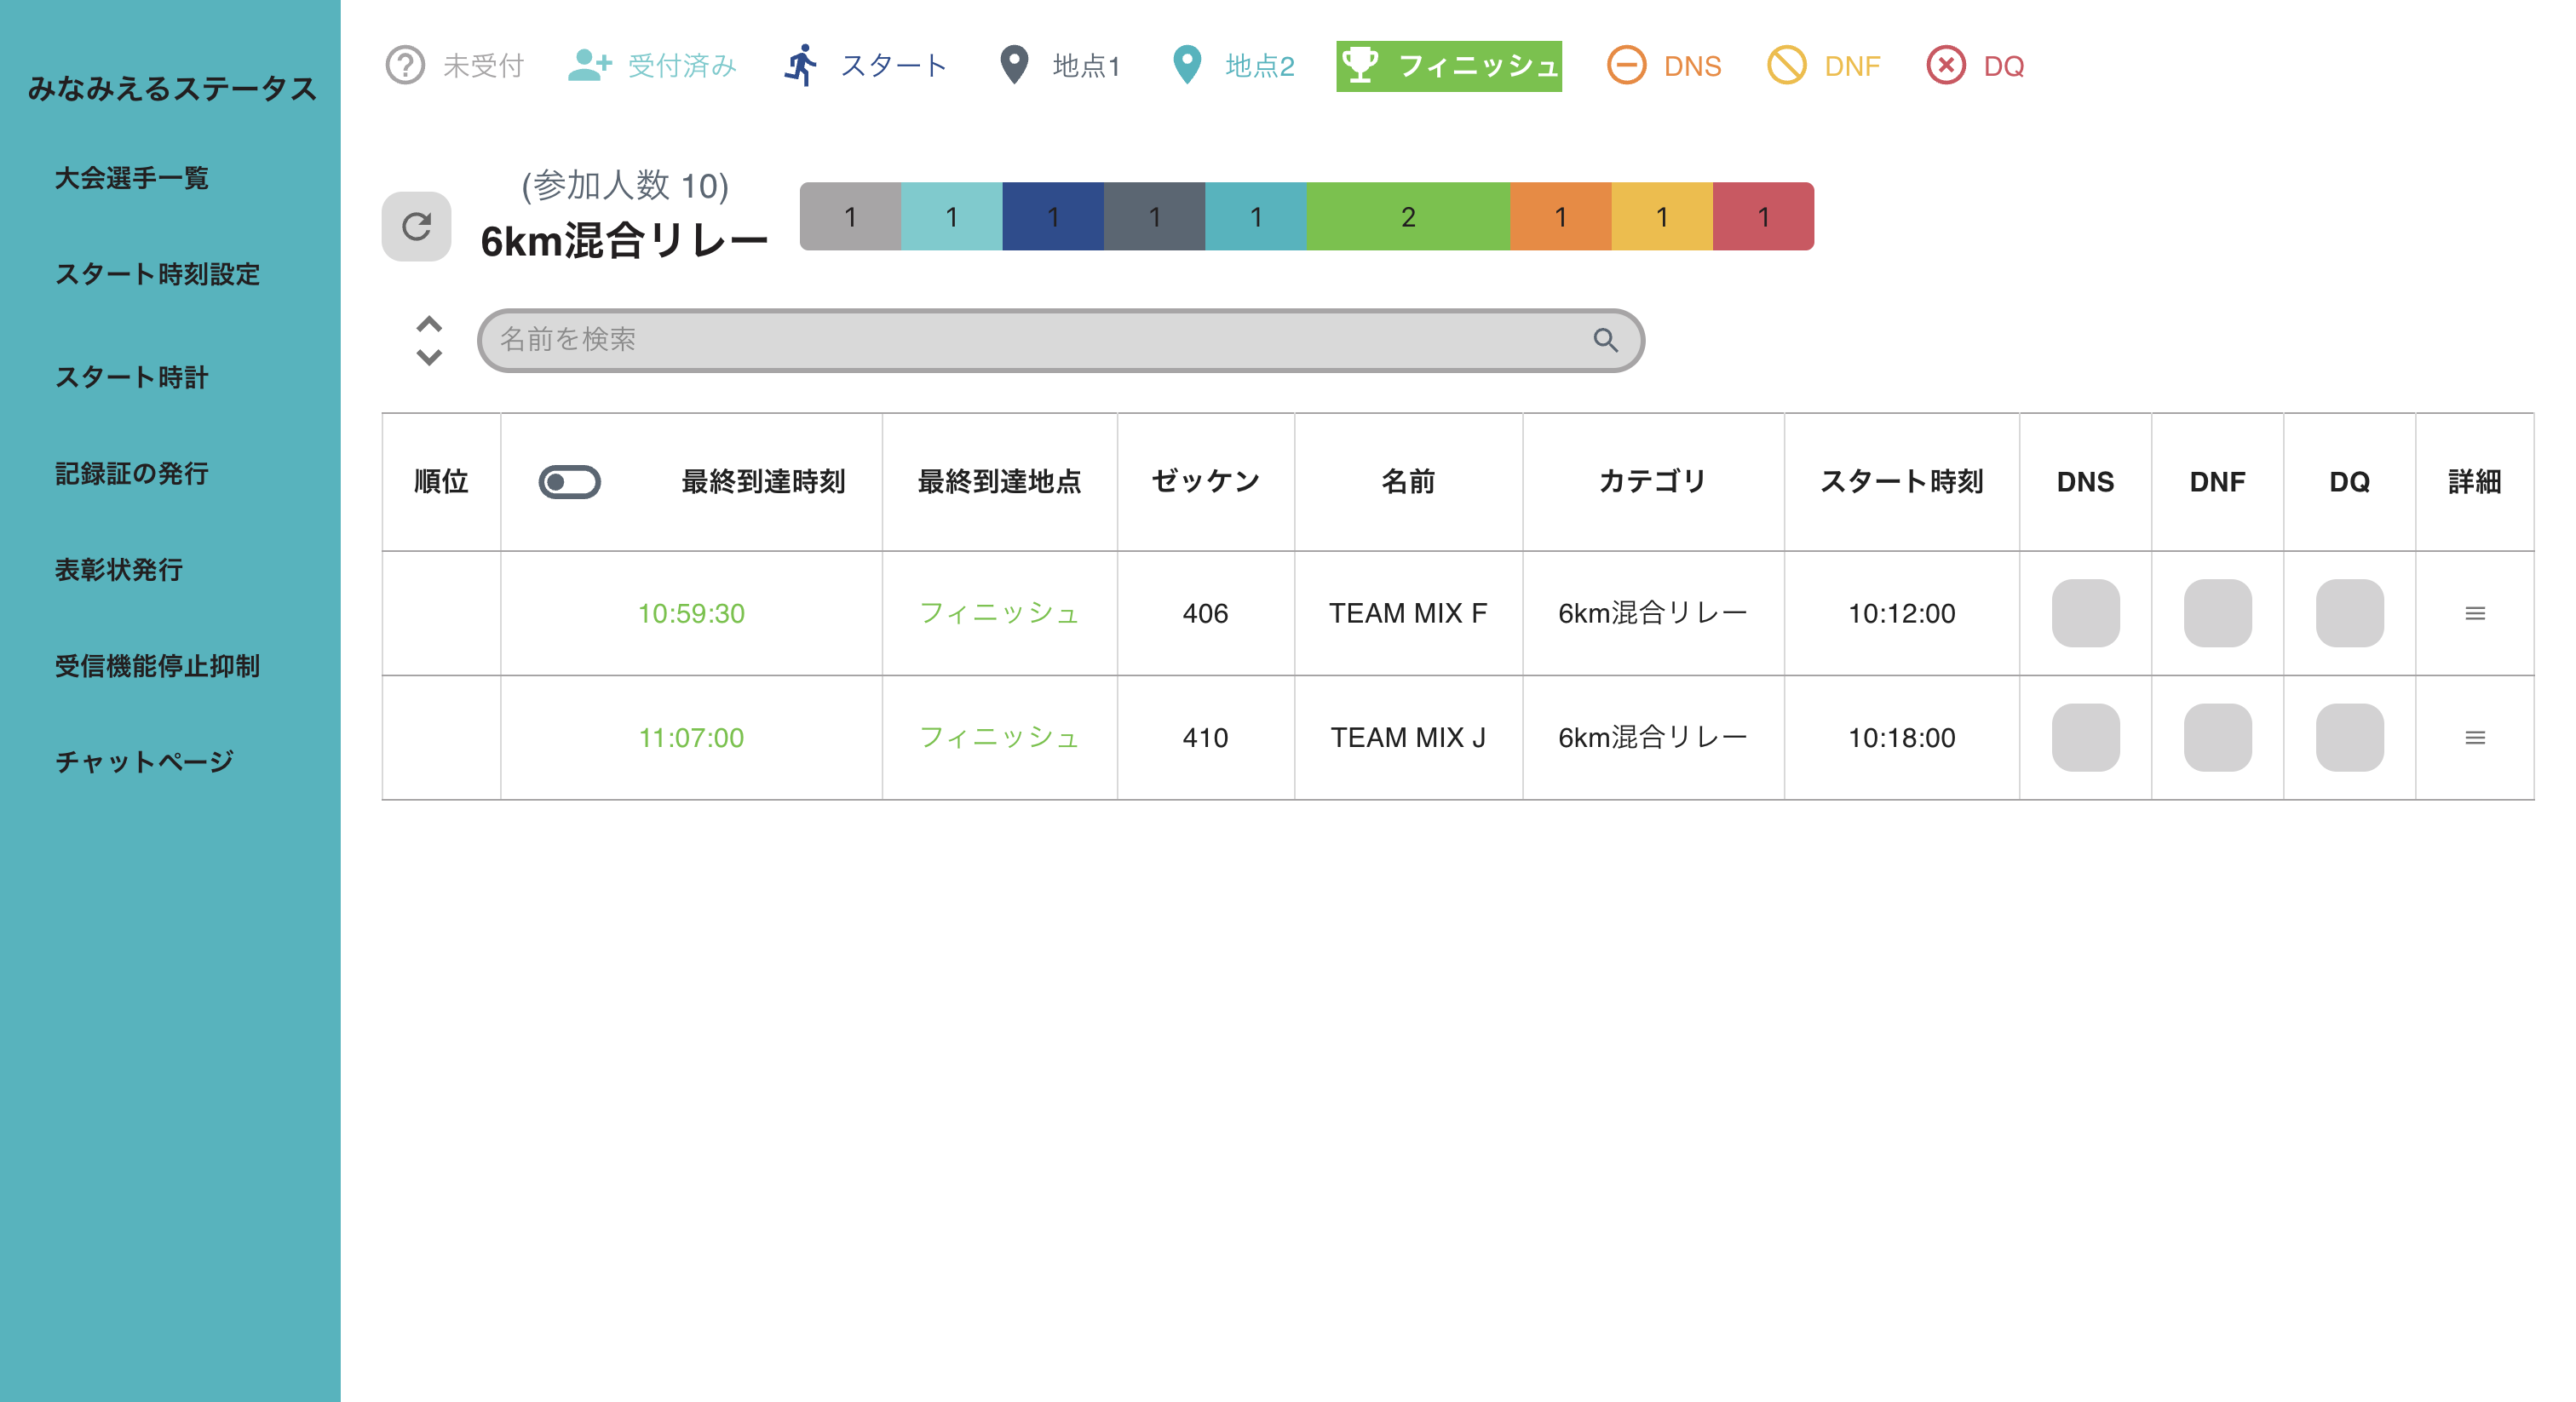 みなみえるステータス
大会選手一覧
スタート時刻設定
スタート時計
記録証の発行
表彰状発行
受信機能停止抑制
チャットページ
未受付 受付済み スタート 地点1 地点2 フィニッシュ DNS DNF DQ
(参加人数 10)
6km混合リレー
1 1 1 1 1 2 1 1 1
名前を検索
順位 最終到達時刻 最終到達地点 ゼッケン 名前 カテゴリ スタート時刻 DNS DNF DQ 詳細
10:59:30 フィニッシュ 406 TEAM MIX F 6km混合リレー 10:12:00
11:07:00 フィニッシュ 410 TEAM MIX J 6km混合リレー 10:18:00